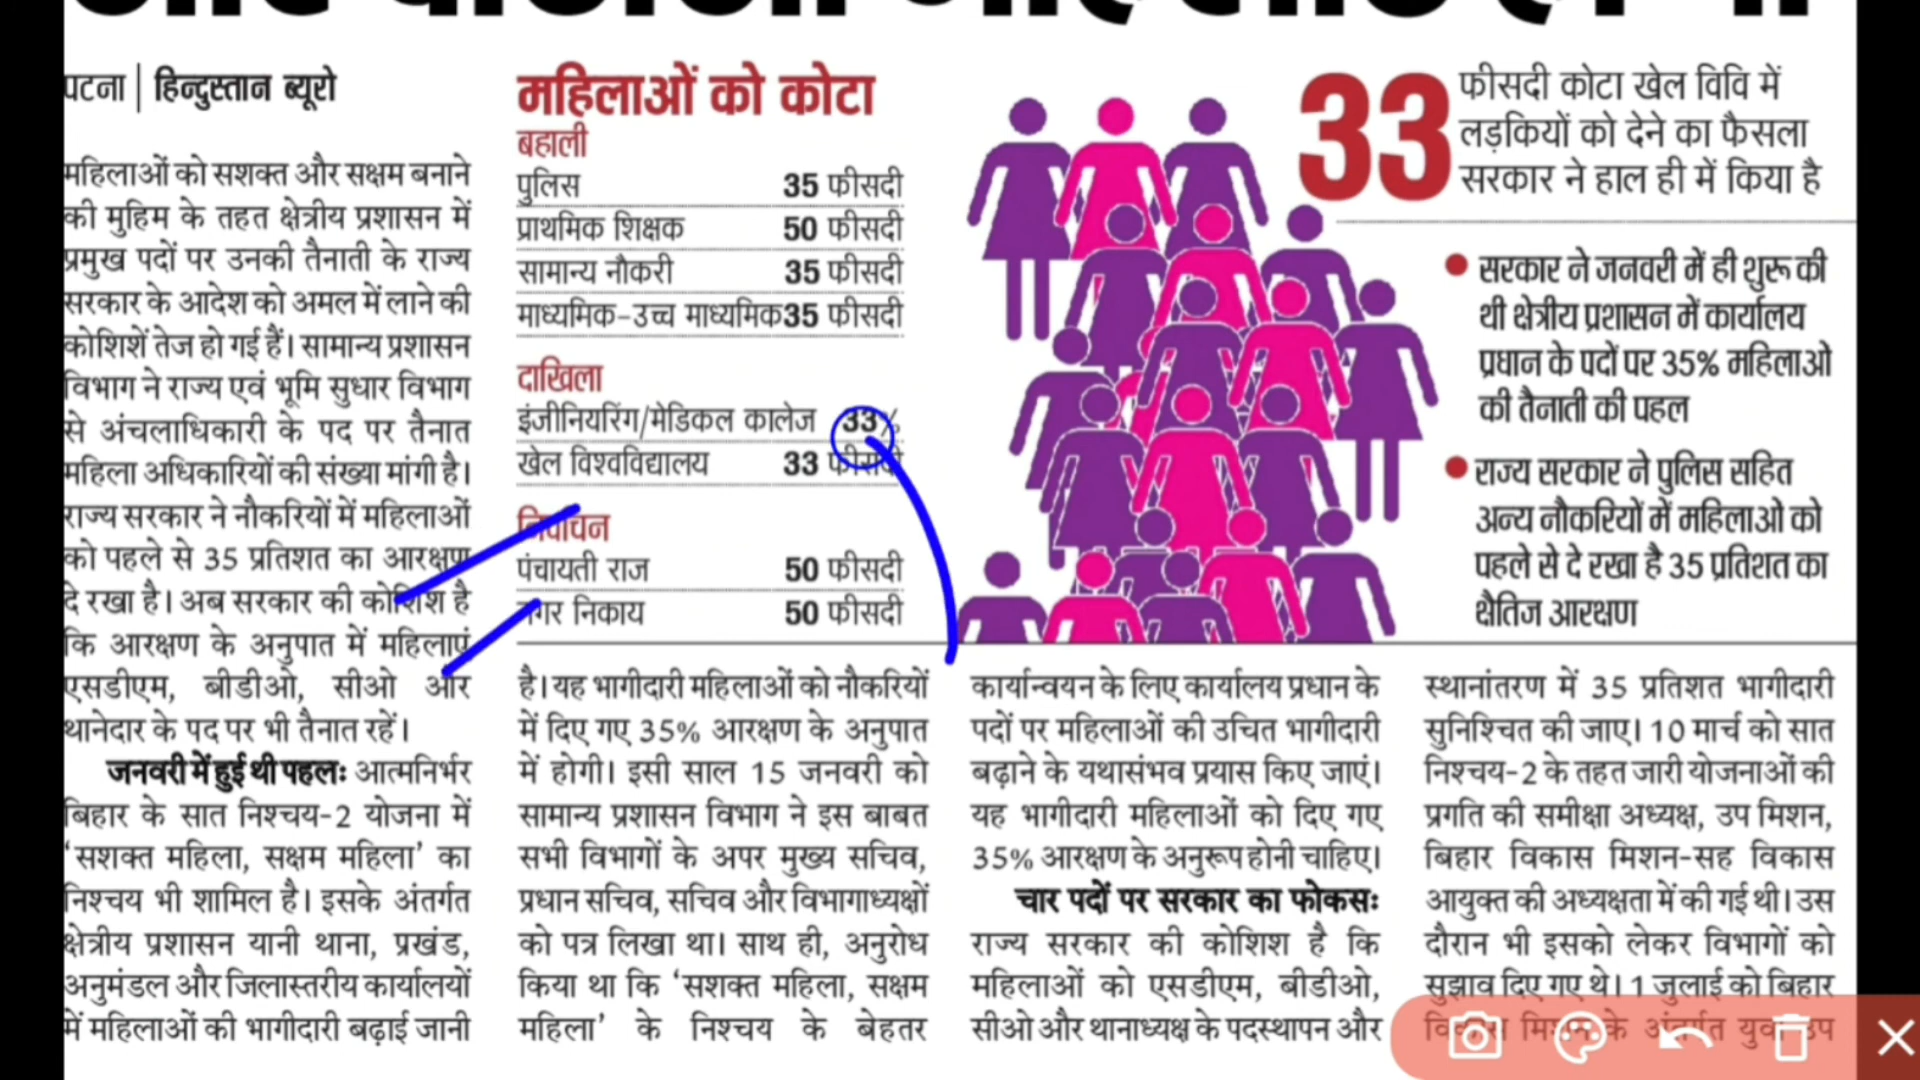 पटना | हिन्दुस्तान ब्यूरो
महिलाओं को सशक्त और सक्षम बनाने
की मुहिम के तहत क्षेत्रीय प्रशासन में
प्रमुख पदों पर उनकी तैनाती के राज्य
सरकार के आदेश को अमल में लाने की
कोशिशें तेज हो गई हैं। सामान्य प्रशासन
विभाग ने राज्य एवं भूमि सुधार विभाग
से अंचलाधिकारी के पद पर तैनात
महिला अधिकारियों की संख्या मांगी है।
राज्य सरकार ने नौकरियों में महिलाओं
को पहले से 35 प्रतिशत का आरक्षण
दे रखा है। अब सरकार की कोशिश है
कि आरक्षण के अनुपात में महिलाएं
एसडीएम, बीडीओ, सीओ और
थानेदार के पद पर भी तैनात रहें।
जनवरी में हुई थी पहलः आत्मनिर्भर
बिहार के सात निश्चय-2 योजना में
‘सशक्त महिला, सक्षम महिला’ का
निश्चय भी शामिल है। इसके अंतर्गत
क्षेत्रीय प्रशासन यानी थाना, प्रखंड,
अनुमंडल और जिलास्तरीय कार्यालयों
में महिलाओं की भागीदारी बढ़ाई जानी
महिलाओं को कोटा
बहाली
पुलिस 35 फीसदी
प्राथमिक शिक्षक 50 फीसदी
सामान्य नौकरी 35 फीसदी
माध्यमिक-उच्च माध्यमिक 35 फीसदी
दाखिला
इंजीनियरिंग/मेडिकल कालेज 33%
खेल विश्वविद्यालय 33 फीसदी
निर्वाचन
पंचायती राज 50 फीसदी
नगर निकाय 50 फीसदी
33 फीसदी कोटा खेल विवि में
लड़कियों को देने का फैसला
सरकार ने हाल ही में किया है
● सरकार ने जनवरी में ही शुरू की
थी क्षेत्रीय प्रशासन में कार्यालय
प्रधान के पदों पर 35% महिलाओ
की तैनाती की पहल
● राज्य सरकार ने पुलिस सहित
अन्य नौकरियों में महिलाओ को
पहले से दे रखा है 35 प्रतिशत का
क्षैतिज आरक्षण
है। यह भागीदारी महिलाओं को नौकरियों
में दिए गए 35% आरक्षण के अनुपात
में होगी। इसी साल 15 जनवरी को
सामान्य प्रशासन विभाग ने इस बाबत
सभी विभागों के अपर मुख्य सचिव,
प्रधान सचिव, सचिव और विभागाध्यक्षों
को पत्र लिखा था। साथ ही, अनुरोध
किया था कि ‘सशक्त महिला, सक्षम
महिला’ के निश्चय के बेहतर
कार्यान्वयन के लिए कार्यालय प्रधान के
पदों पर महिलाओं की उचित भागीदारी
बढ़ाने के यथासंभव प्रयास किए जाएं।
यह भागीदारी महिलाओं को दिए गए
35% आरक्षण के अनुरूप होनी चाहिए।
चार पदों पर सरकार का फोकसः
राज्य सरकार की कोशिश है कि
महिलाओं को एसडीएम, बीडीओ,
सीओ और थानाध्यक्ष के पदस्थापन और
स्थानांतरण में 35 प्रतिशत भागीदारी
सुनिश्चित की जाए। 10 मार्च को सात
निश्चय-2 के तहत जारी योजनाओं की
प्रगति की समीक्षा अध्यक्ष, उप मिशन,
बिहार विकास मिशन-सह विकास
आयुक्त की अध्यक्षता में की गई थी। उस
दौरान भी इसको लेकर विभागों को
सुझाव दिए गए थे। 1 जुलाई को बिहार
विकास मिशन के अंतर्गत युवा उप